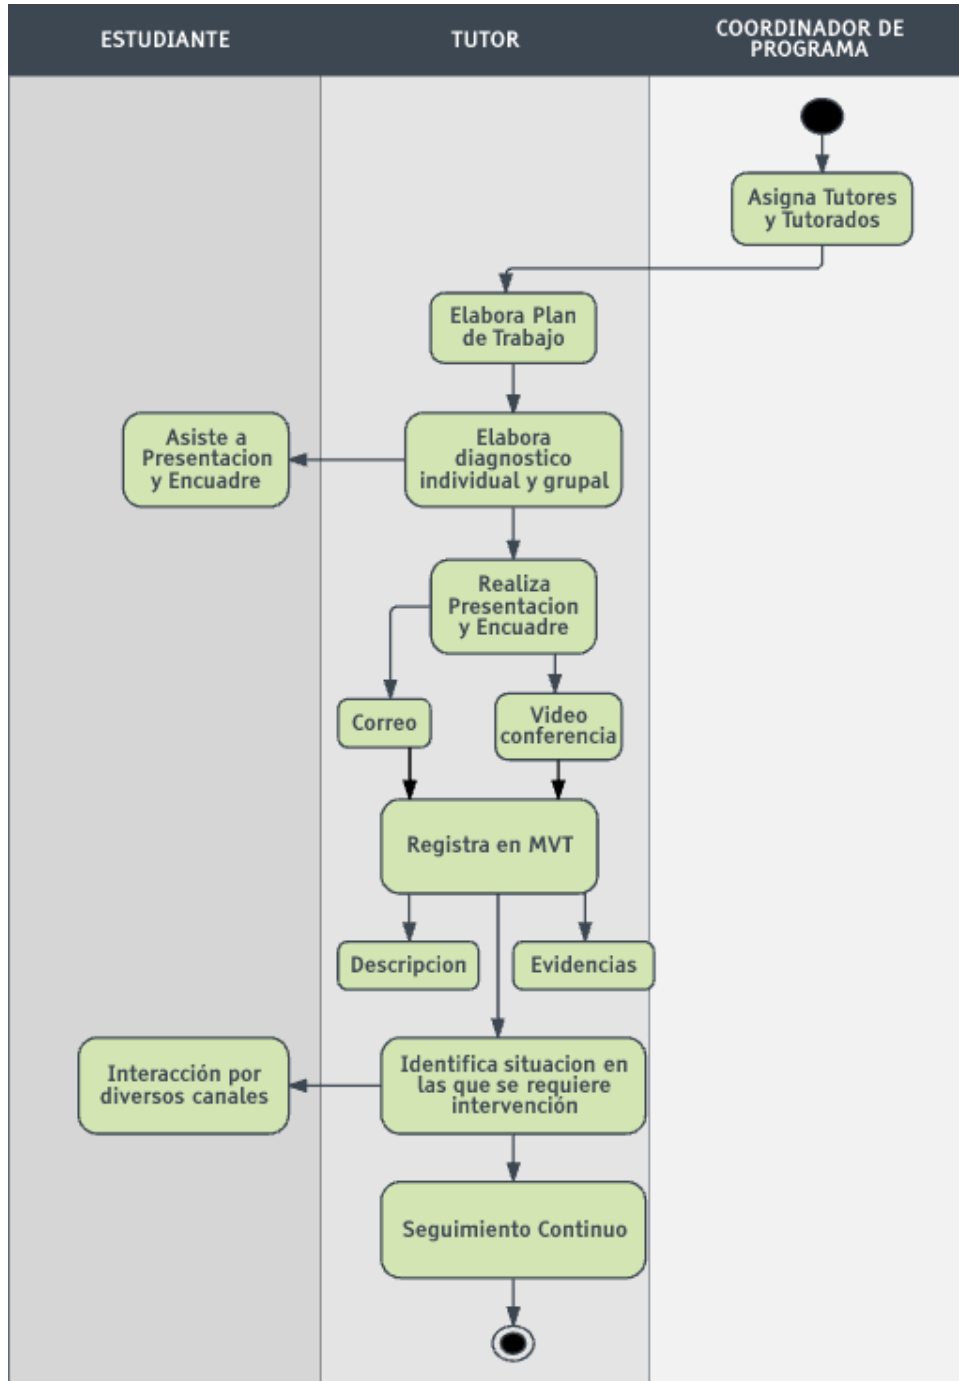 ESTUDIANTE
TUTOR
COORDINADOR DE
PROGRAMA
Asigna Tutores
y Tutorados
Elabora Plan
de Trabajo
Asiste a
Presentacion
y Encuadre
Elabora
diagnostico
individual y grupal
Realiza
Presentacion
y Encuadre
Correo
Video
conferencia
Registra en MVT
Descripcion
Evidencias
Interacción por
diversos canales
Identifica situacion en
las que se requiere
intervención
Seguimiento Continuo